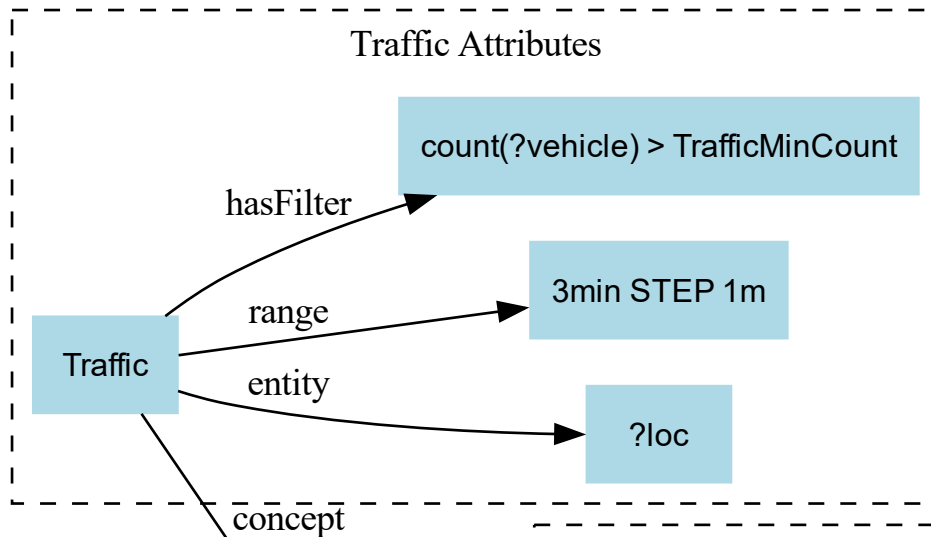 Traffic Attributes
count(?vehicle) > TrafficMinCount
hasFilter
3min STEP 1m
range
Traffic
entity
?loc
concept